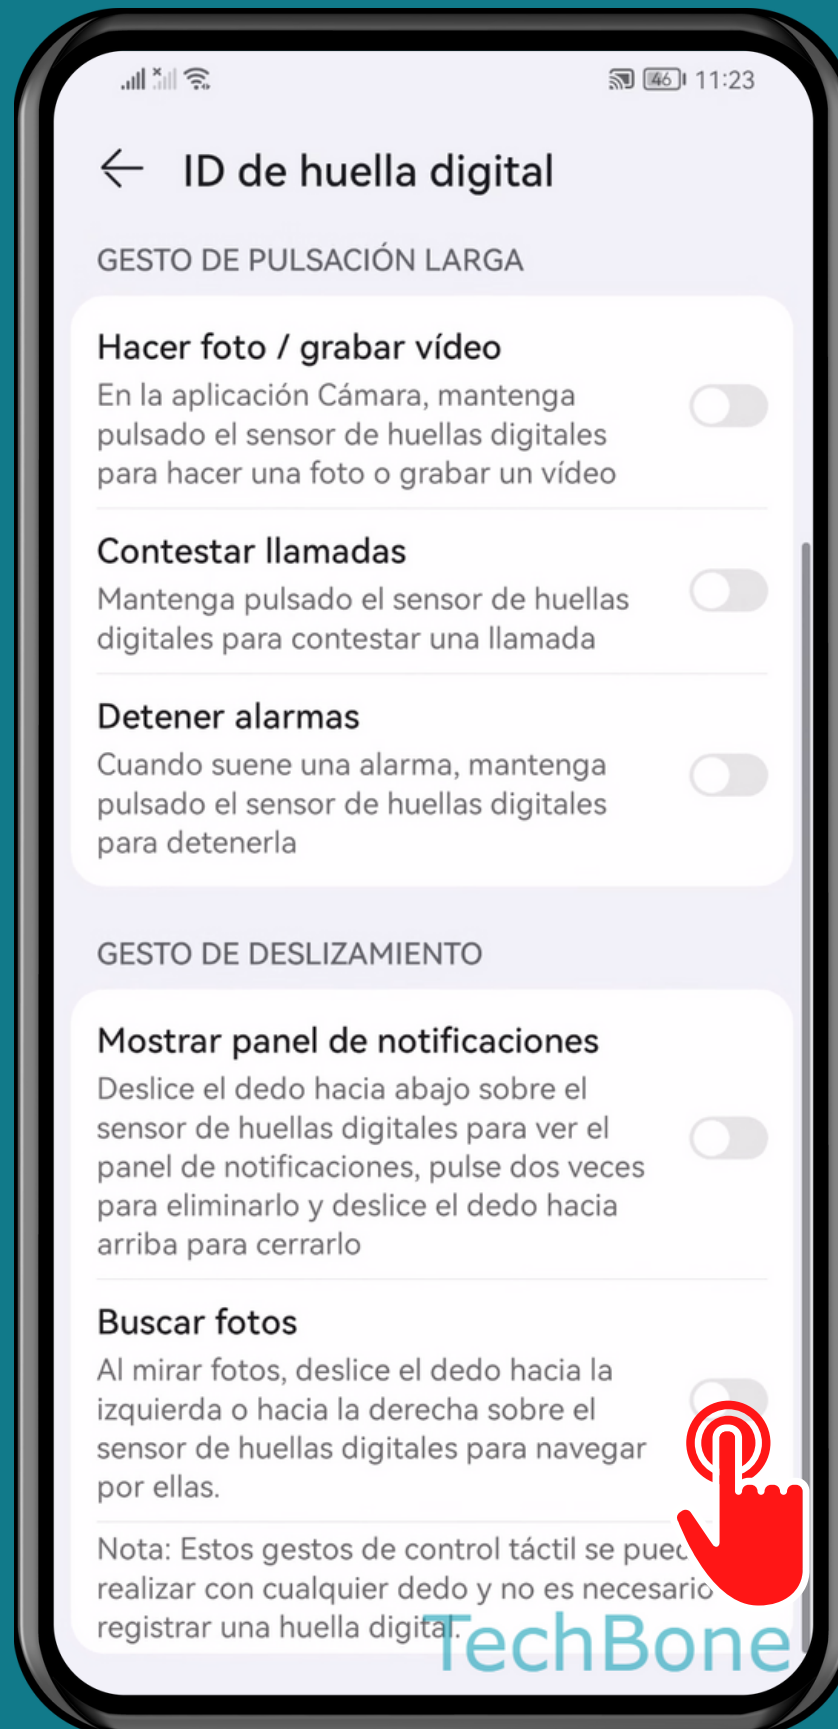 46 11:23
ID de huella digital
GESTO DE PULSACIÓN LARGA
Hacer foto / grabar vídeo
En la aplicación Cámara, mantenga
pulsado el sensor de huellas digitales
para hacer una foto o grabar un vídeo
Contestar llamadas
Mantenga pulsado el sensor de huellas
digitales para contestar una llamada
Detener alarmas
Cuando suene una alarma, mantenga
pulsado el sensor de huellas digitales
para detenerla
GESTO DE DESLIZAMIENTO
Mostrar panel de notificaciones
Deslice el dedo hacia abajo sobre el
sensor de huellas digitales para ver el
panel de notificaciones, pulse dos veces
para eliminarlo y deslice el dedo hacia
arriba para cerrarlo
Buscar fotos
Al mirar fotos, deslice el dedo hacia la
izquierda o hacia la derecha sobre el
sensor de huellas digitales para navegar
por ellas.
Nota: Estos gestos de control táctil se
realizar con cualquier dedo y no es necesario
registrar una huella digital.
TechBone